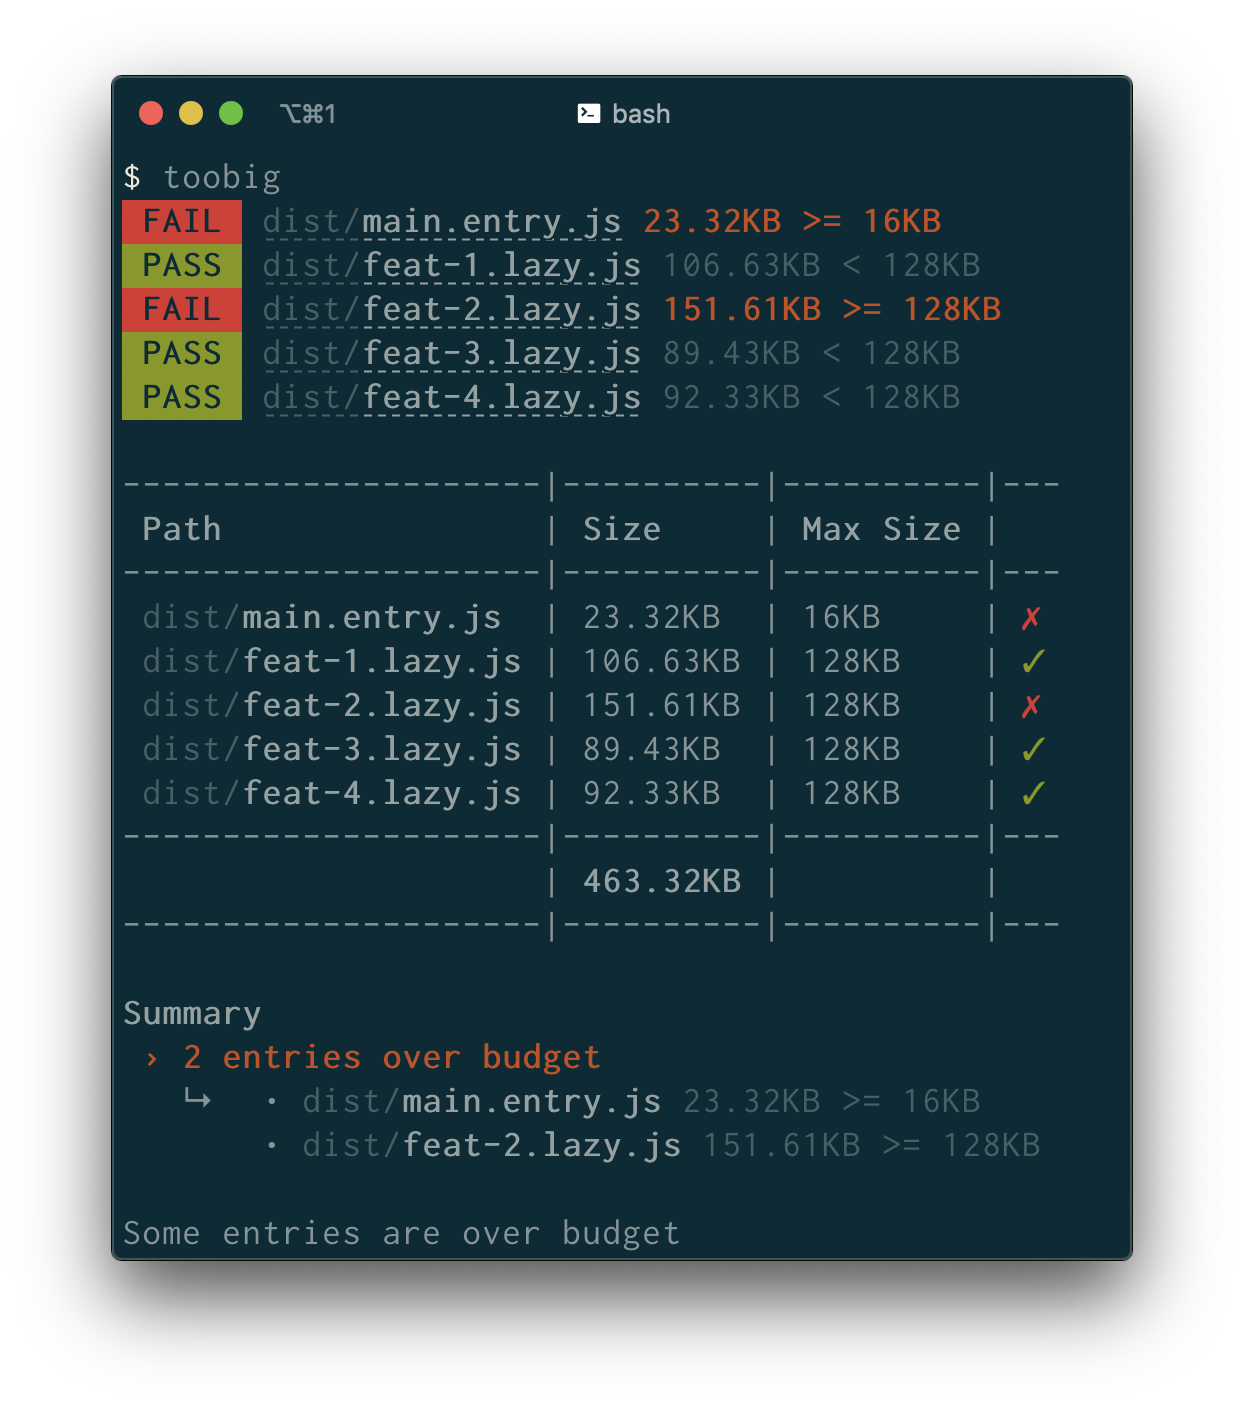 ⌥⌘1 bash
$ toobig
FAIL dist/main.entry.js 23.32KB >= 16KB
PASS dist/feat-1.lazy.js 106.63KB < 128KB
FAIL dist/feat-2.lazy.js 151.61KB >= 128KB
PASS dist/feat-3.lazy.js 89.43KB < 128KB
PASS dist/feat-4.lazy.js 92.33KB < 128KB
---------------------|----------|----------|---
 Path                | Size     | Max Size |
---------------------|----------|----------|---
 dist/main.entry.js  | 23.32KB  | 16KB     | ✗
 dist/feat-1.lazy.js | 106.63KB | 128KB    | ✓
 dist/feat-2.lazy.js | 151.61KB | 128KB    | ✗
 dist/feat-3.lazy.js | 89.43KB  | 128KB    | ✓
 dist/feat-4.lazy.js | 92.33KB  | 128KB    | ✓
---------------------|----------|----------|---
                     | 463.32KB |          |
---------------------|----------|----------|---
Summary
 › 2 entries over budget
   ↳   · dist/main.entry.js 23.32KB >= 16KB
       · dist/feat-2.lazy.js 151.61KB >= 128KB
Some entries are over budget